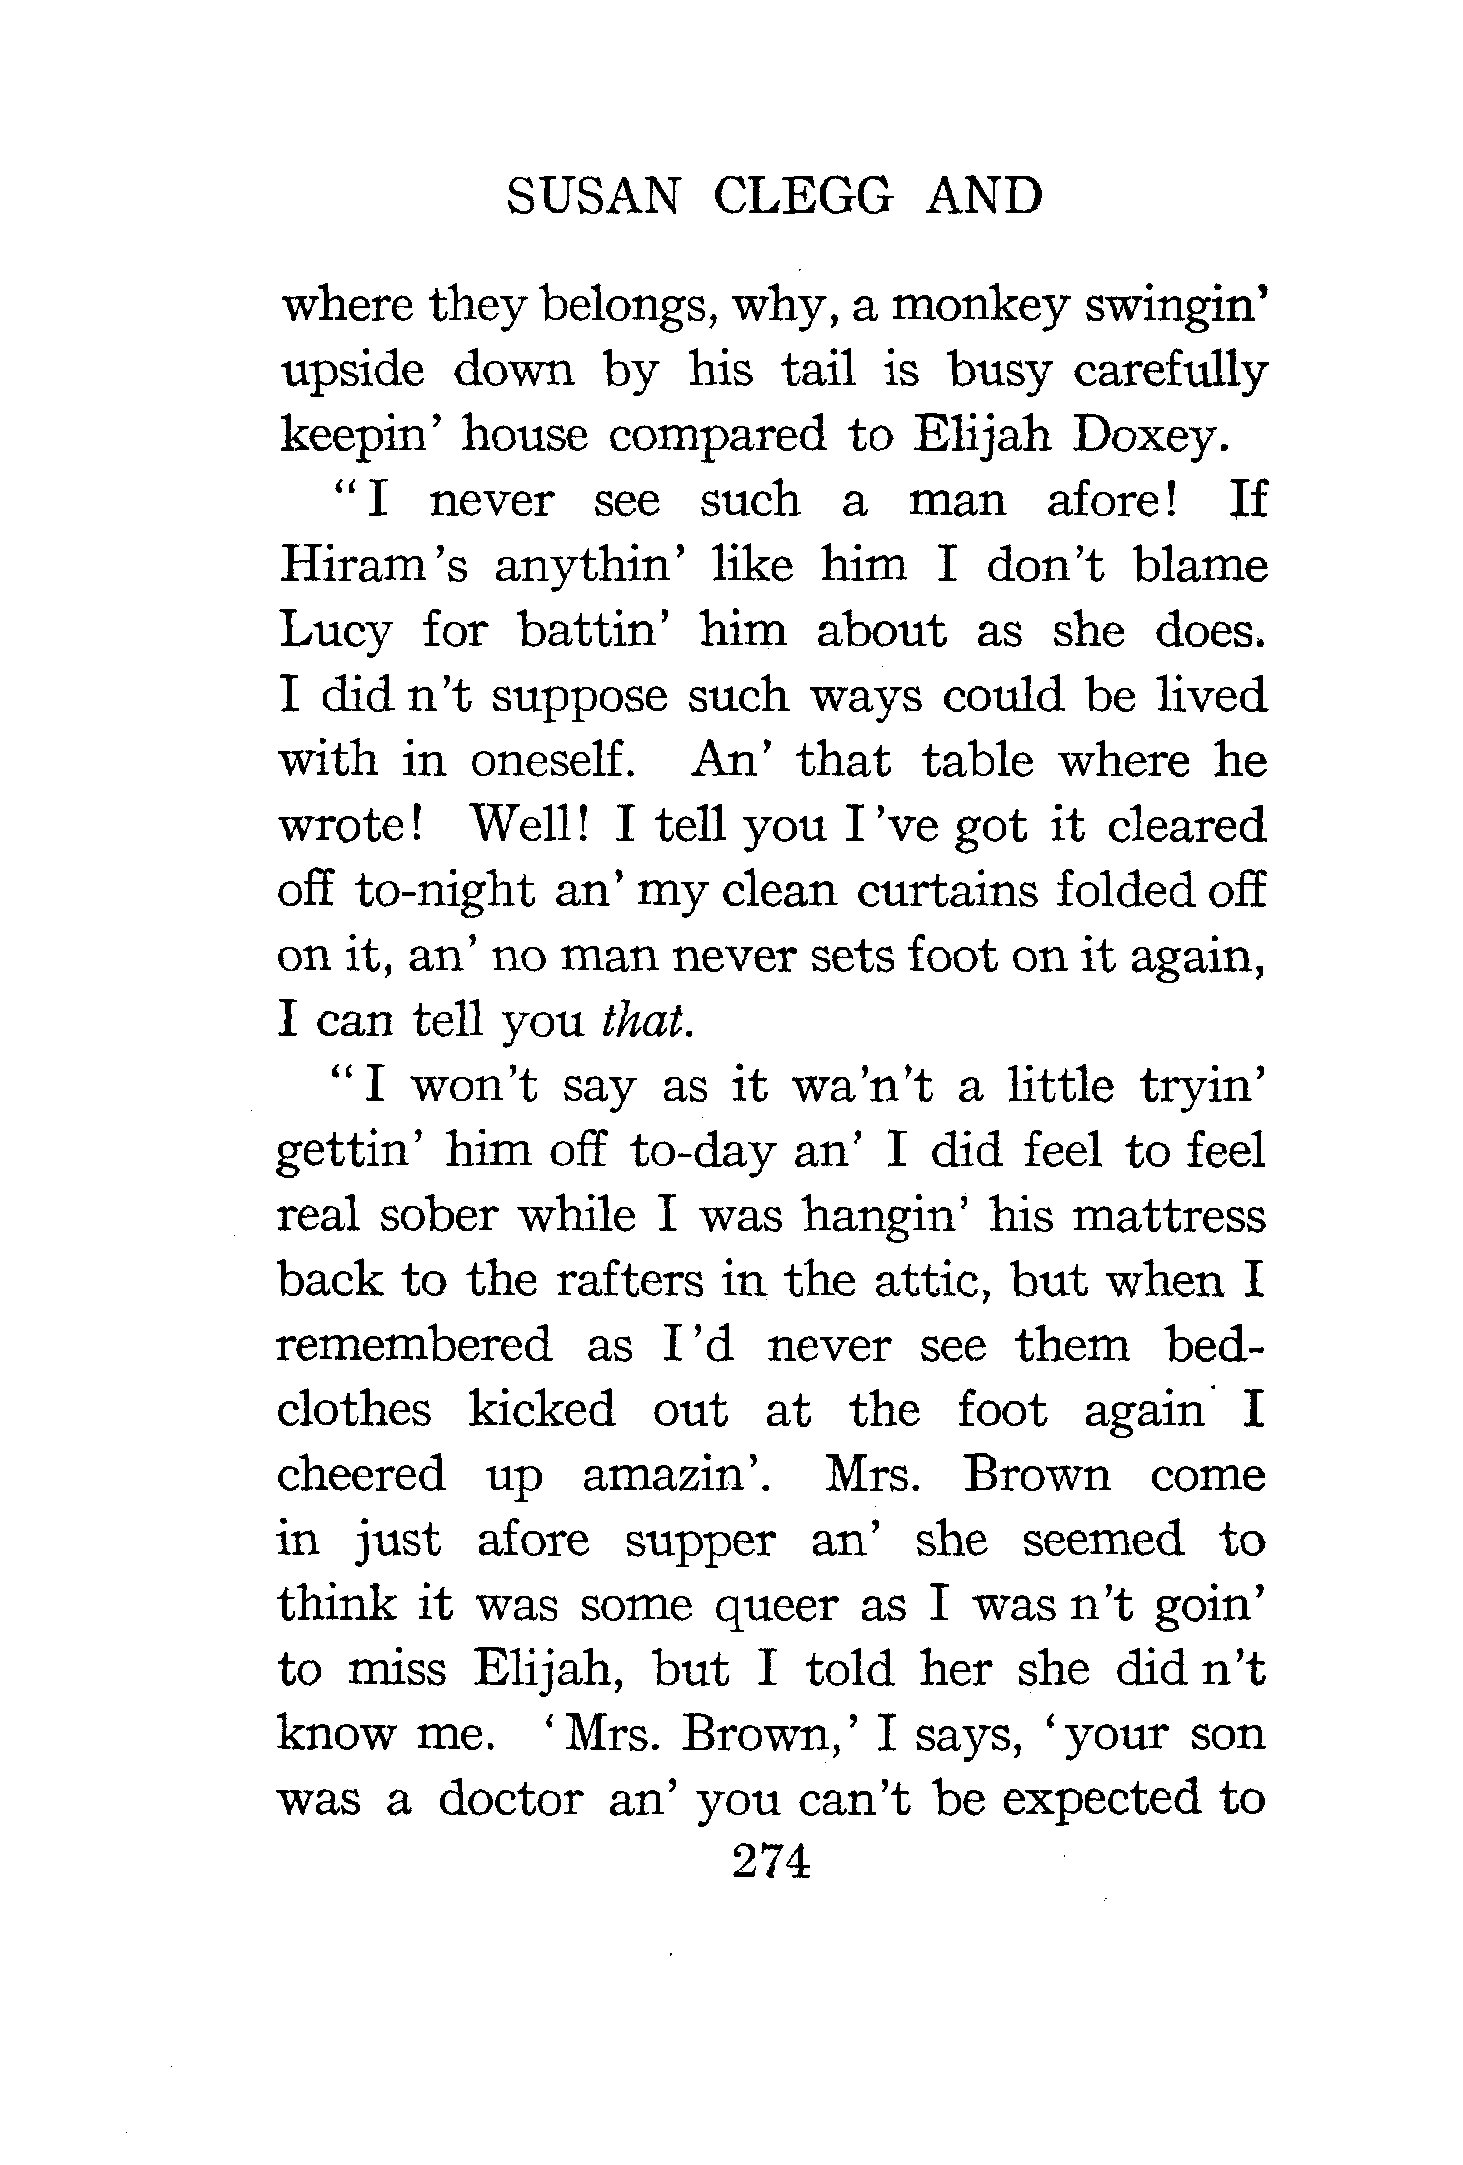 SUSAN CLEGG AND
where they belongs, why, a monkey swingin'
upside down by his tail is busy carefully
keepin' house compared to Elijah Doxey.
"I never see such a man afore! If
Hiram's anythin' like him I don't blame
Lucy for battin' him about as she does.
I did n't suppose such ways could be lived
with in oneself. An' that table where he
wrote! Well! I tell you I 've got it cleared
off to-night an' my clean curtains folded off
on it, an' no man never sets foot on it again,
I can tell you that.
"I won't say as it wa'n't a little tryin'
gettin' him off to-day an' I did feel to feel
real sober while I was hangin' his mattress
back to the rafters in the attic, but when I
remembered as I 'd never see them bed-
clothes kicked out at the foot again I
cheered up amazin'. Mrs. Brown come
in just afore supper an' she seemed to
think it was some queer as I was n't goin'
to miss Elijah, but I told her she did n't
know me. 'Mrs. Brown,' I says, 'your son
was a doctor an' you can't be expected to
274